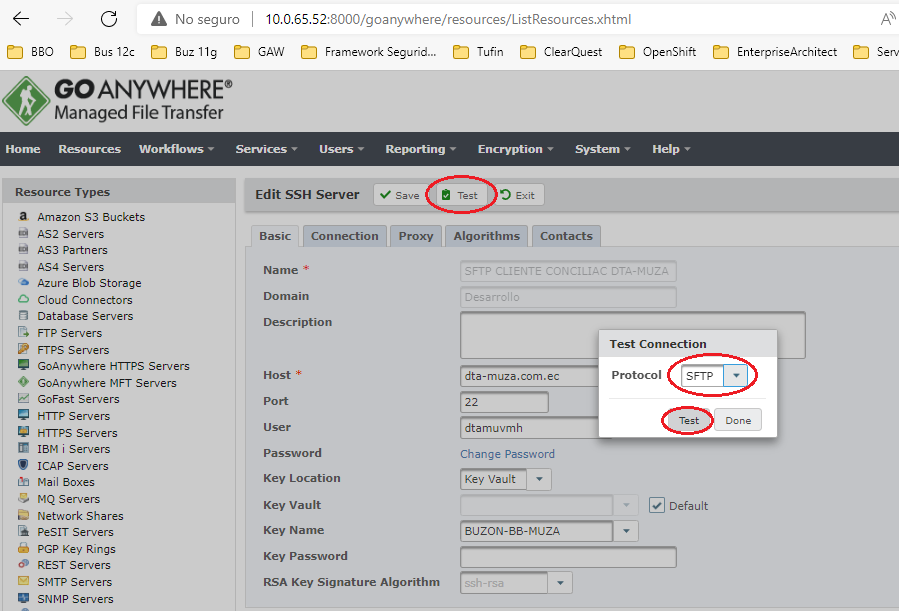 No seguro 10.0.65.52:8000/goanywhere/resources/ListResources.xhtml A
BBO Bus 12c Buz 11g GAW Framework Segurid... Tufin ClearQuest OpenShift EnterpriseArchitect Serv
GO ANYWHERE®
Managed File Transfer
Home Resources Workflows Services Users Reporting Encryption System Help
Resource Types
Amazon S3 Buckets
AS2 Servers
AS3 Partners
AS4 Servers
Azure Blob Storage
Cloud Connectors
Database Servers
FTP Servers
FTPS Servers
GoAnywhere HTTPS Servers
GoAnywhere MFT Servers
GoFast Servers
HTTP Servers
HTTPS Servers
IBM i Servers
ICAP Servers
Mail Boxes
MQ Servers
Network Shares
PeSIT Servers
PGP Key Rings
REST Servers
SMTP Servers
SNMP Servers
Edit SSH Server Save Test Exit
Basic Connection Proxy Algorithms Contacts
Name * SFTP CLIENTE CONCILIAC DTA-MUZA
Domain Desarrollo
Description
Host * dta-muza.com.ec
Port 22
User dtamuvmh
Password Change Password
Key Location Key Vault
Key Vault Default
Key Name BUZON-BB-MUZA
Key Password
RSA Key Signature Algorithm ssh-rsa
Test Connection
Protocol SFTP
Test Done